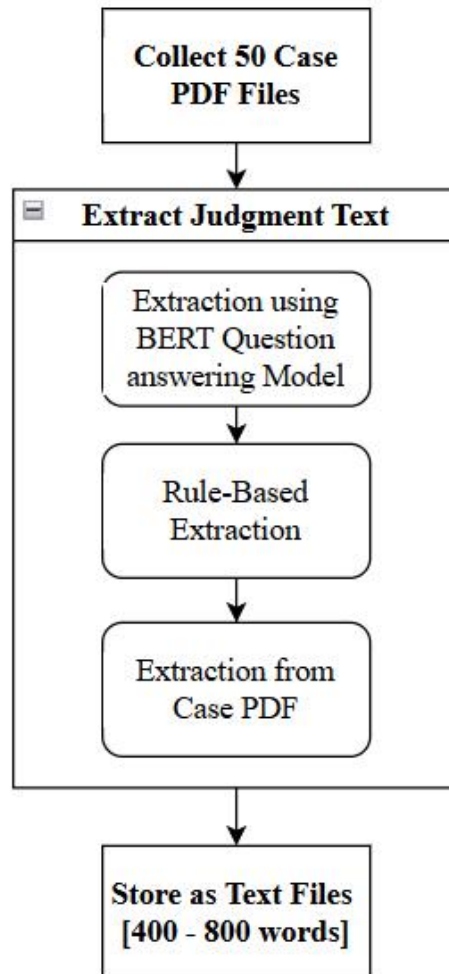 Collect 50 Case
PDF Files
Extract Judgment Text
Extraction using
BERT Question
answering Model
Rule-Based
Extraction
Extraction from
Case PDF
Store as Text Files
[400 - 800 words]